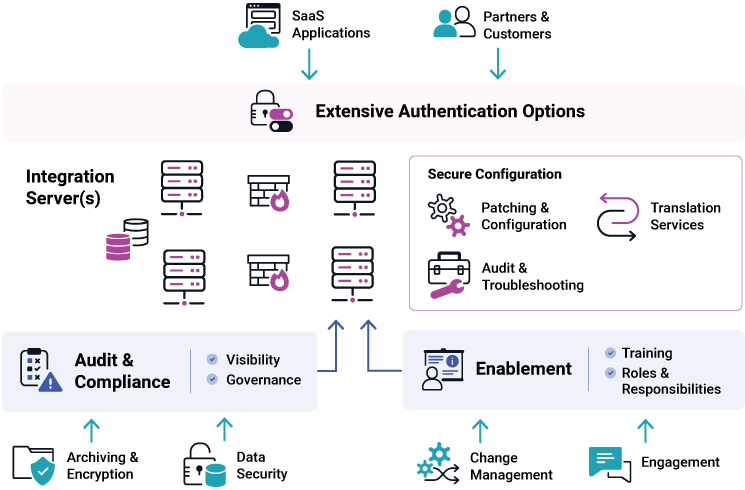 SaaS
Applications
Partners &
Customers
Extensive Authentication Options
Integration
Server(s)
Secure Configuration
Patching &
Configuration
Translation
Services
Audit &
Troubleshooting
Audit &
Compliance
Visibility
Governance
Enablement
Training
Roles &
Responsibilities
Archiving &
Encryption
Data
Security
Change
Management
Engagement